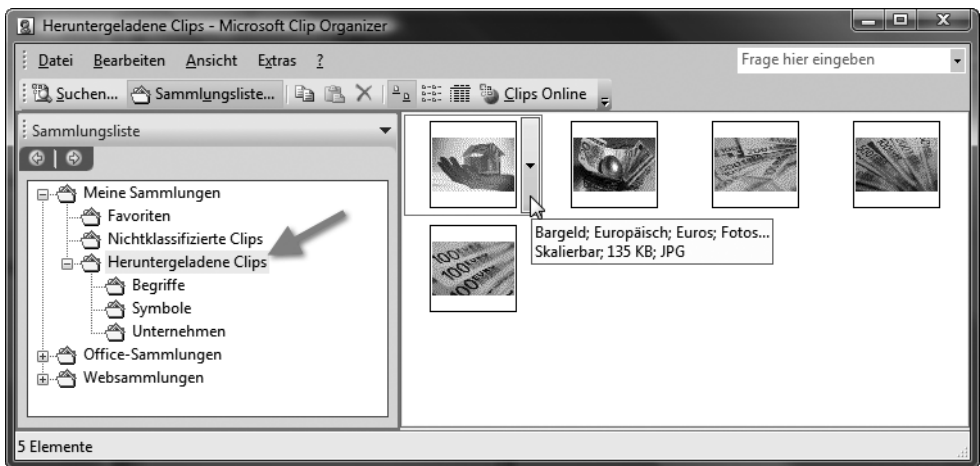 Heruntergeladene Clips - Microsoft Clip Organizer
Datei Bearbeiten Ansicht Extras ?
Frage hier eingeben
Suchen... Sammlungsliste... Clips Online
Sammlungsliste
Meine Sammlungen
Favoriten
Nichtklassifizierte Clips
Heruntergeladene Clips
Begriffe
Symbole
Unternehmen
Office-Sammlungen
Websammlungen
Bargeld; Europäisch; Euros; Fotos...
Skalierbar; 135 KB; JPG
5 Elemente